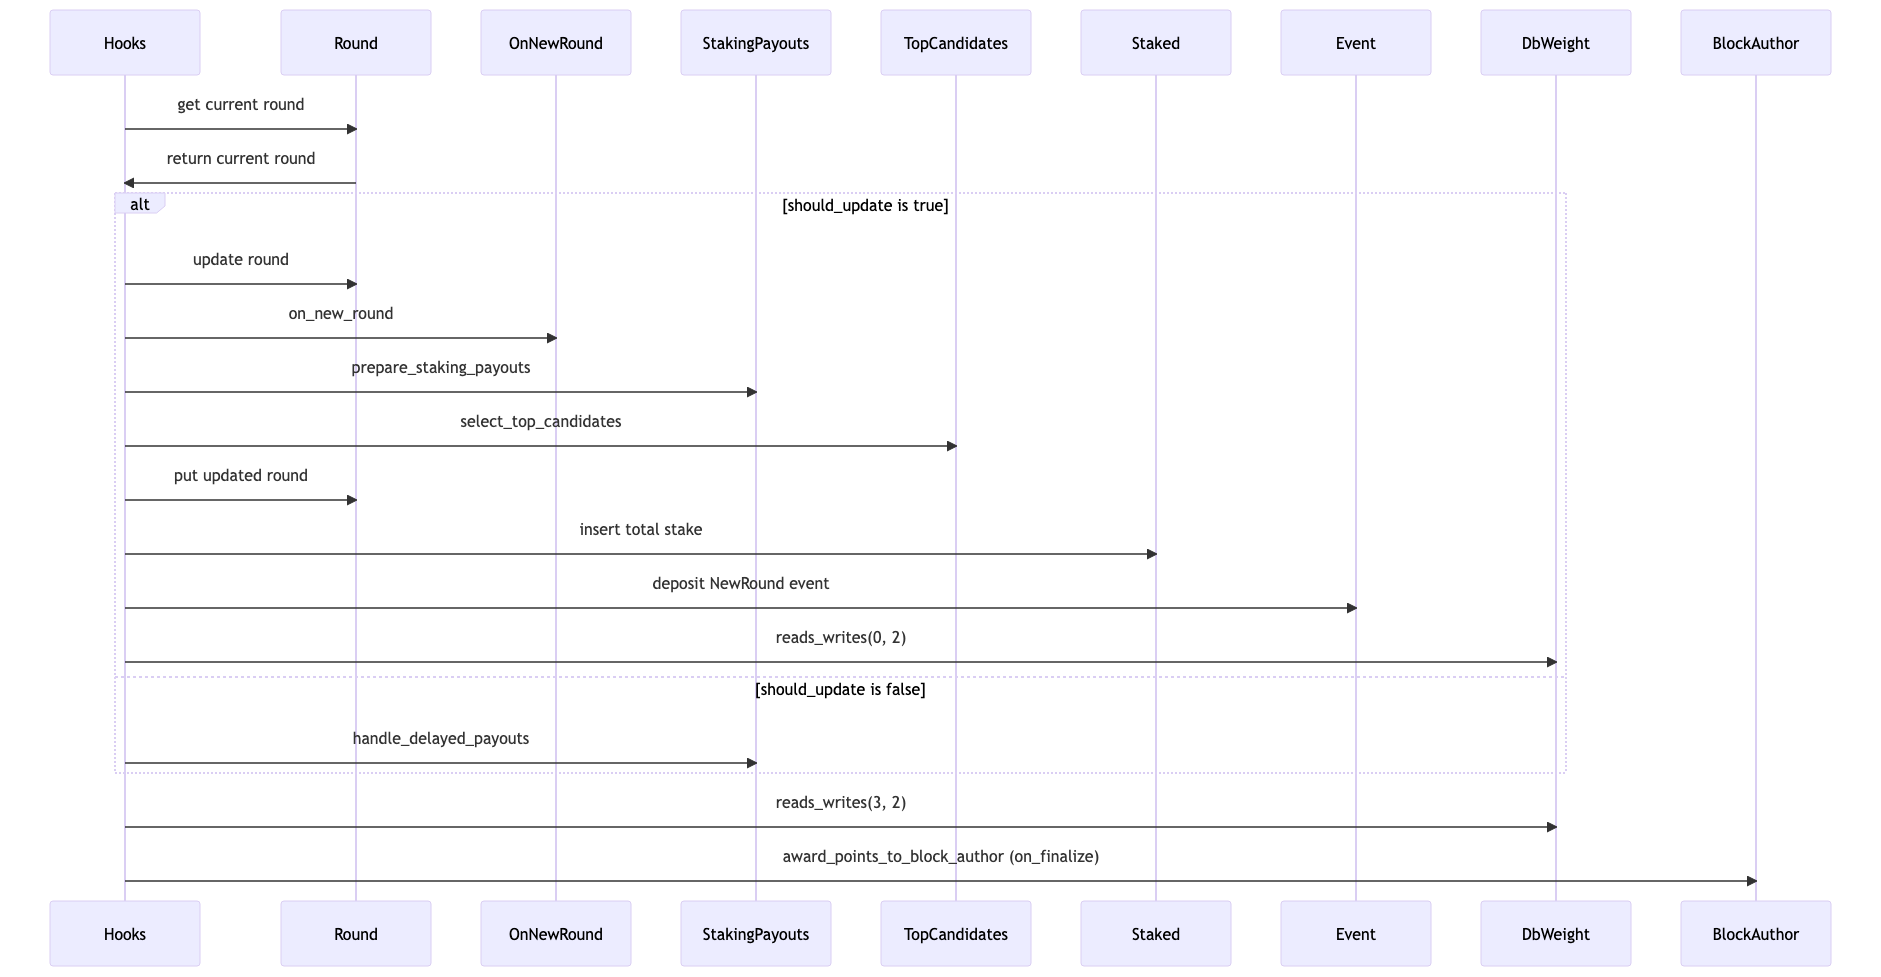 Hooks
Round
OnNewRound
StakingPayouts
TopCandidates
Staked
Event
DbWeight
BlockAuthor
get current round
return current round
alt
[should_update is true]
update round
on_new_round
prepare_staking_payouts
select_top_candidates
put updated round
insert total stake
deposit NewRound event
reads_writes(0, 2)
[should_update is false]
handle_delayed_payouts
reads_writes(3, 2)
award_points_to_block_author (on_finalize)
Hooks
Round
OnNewRound
StakingPayouts
TopCandidates
Staked
Event
DbWeight
BlockAuthor